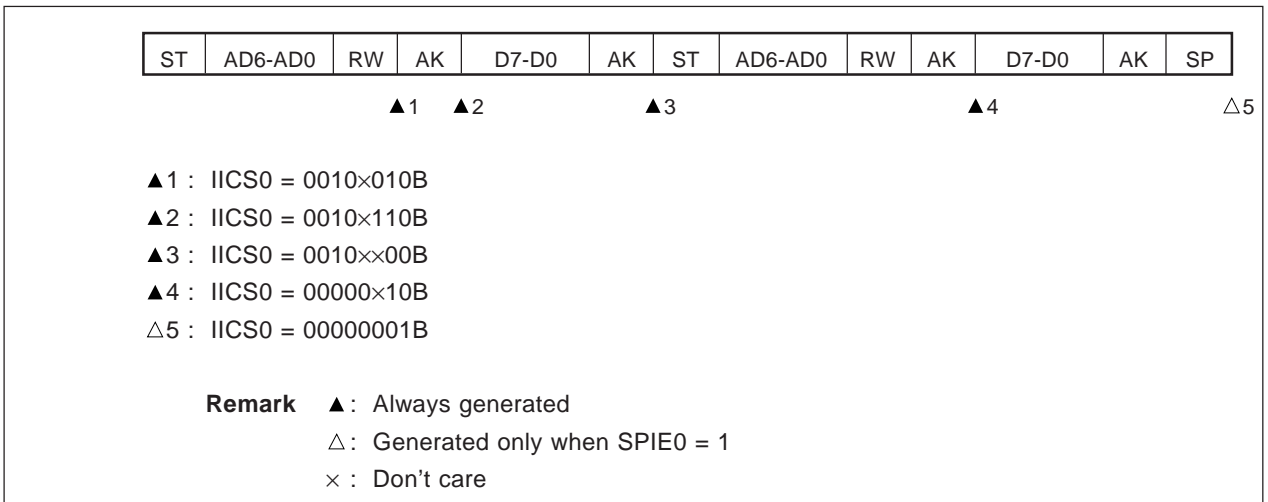 ST AD6-AD0 RW AK D7-D0 AK ST AD6-AD0 RW AK D7-D0 AK SP
▲1 ▲2 ▲3 ▲4 △5
▲1 : IICS0 = 0010×010B
▲2 : IICS0 = 0010×110B
▲3 : IICS0 = 0010××00B
▲4 : IICS0 = 00000×10B
△5 : IICS0 = 00000001B
Remark ▲ : Always generated
△ : Generated only when SPIE0 = 1
× : Don't care